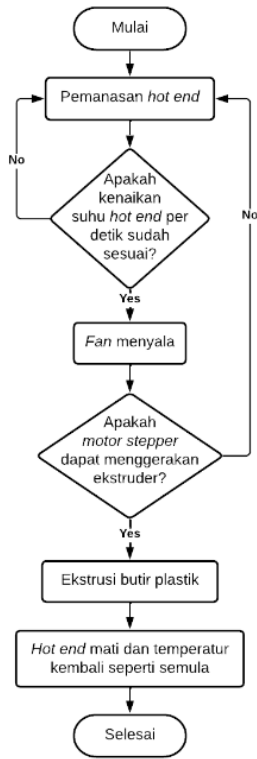 Mulai
Pemanasan hot end
No
Apakah
kenaikan
suhu hot end per
detik sudah
sesuai?
No
Yes
Fan menyala
Apakah
motor stepper
dapat menggerakan
ekstruder?
Yes
Ekstrusi butir plastik
Hot end mati dan temperatur
kembali seperti semula
Selesai